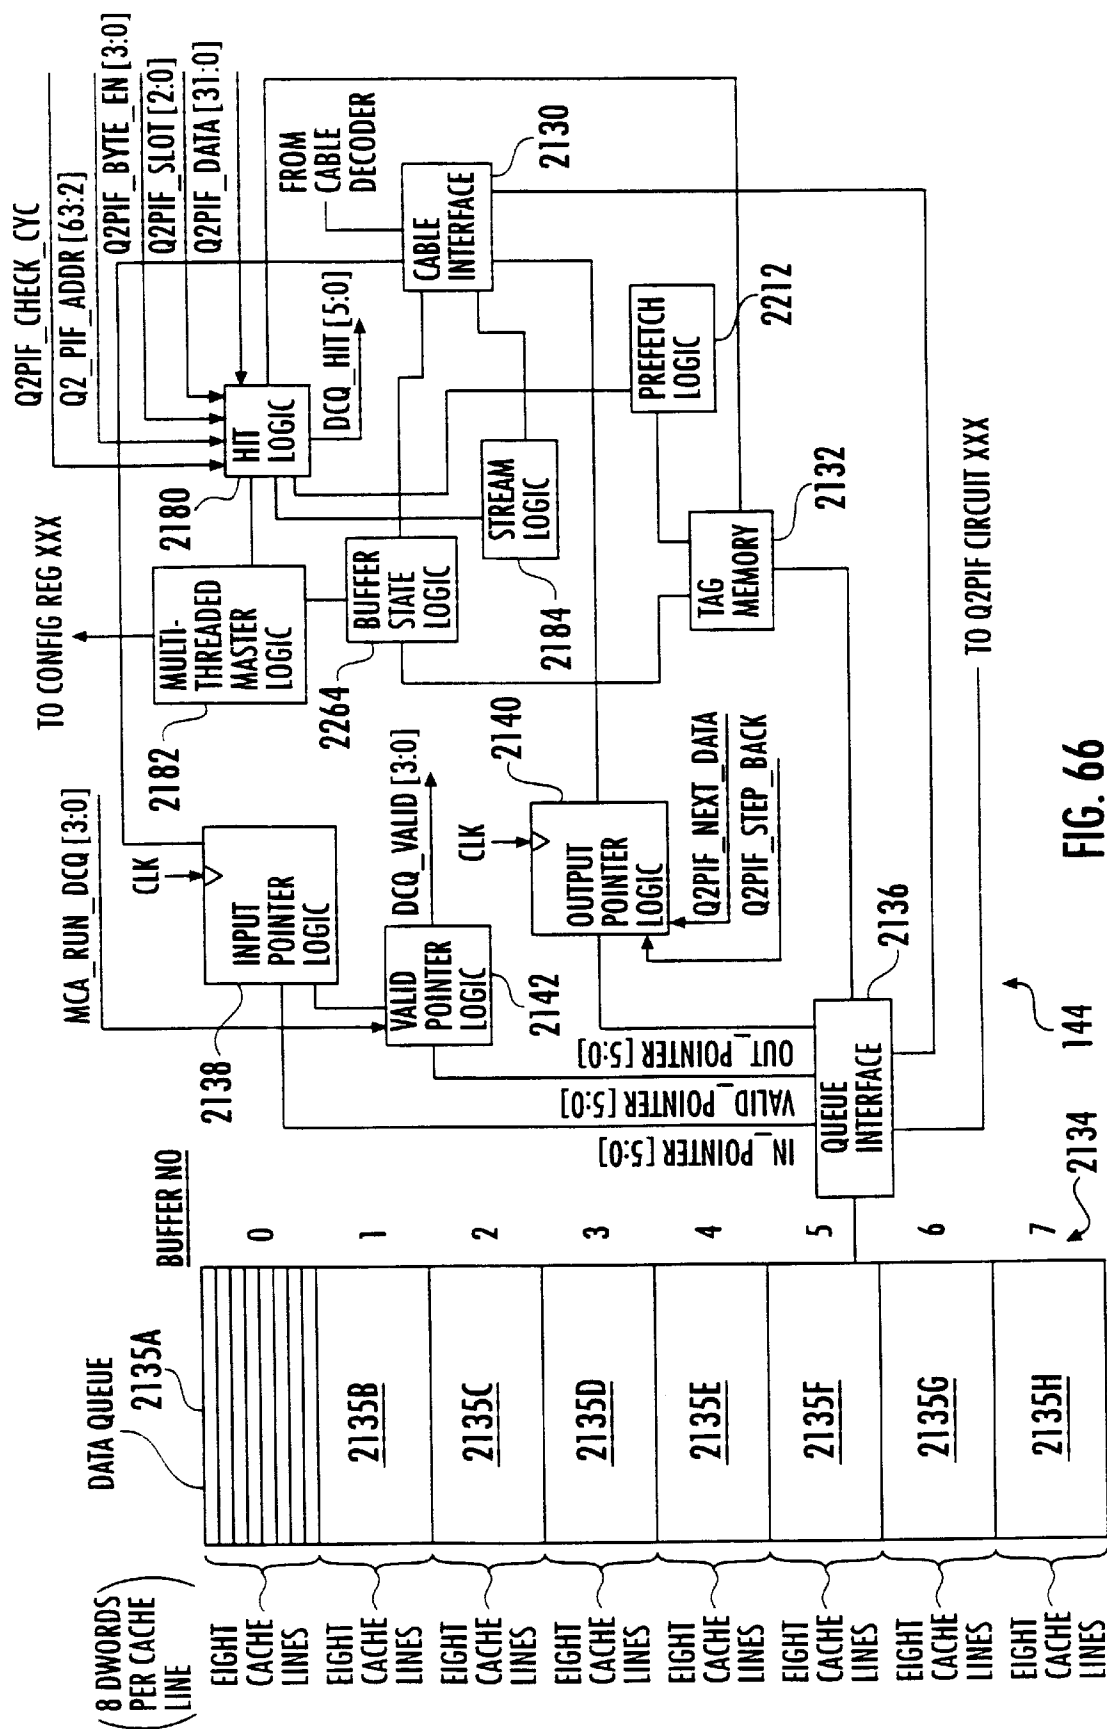 (8 DWORDS
PER CACHE
LINE)
DATA QUEUE
2135A
BUFFER NO
EIGHT
CACHE
LINES
0
EIGHT
CACHE
LINES
2135B
1
EIGHT
CACHE
LINES
2135C
2
EIGHT
CACHE
LINES
2135D
3
EIGHT
CACHE
LINES
2135E
4
EIGHT
CACHE
LINES
2135F
5
EIGHT
CACHE
LINES
2135G
6
EIGHT
CACHE
LINES
2135H
7
2134
MCA_RUN_DCQ [3:0]
CLK
INPUT
POINTER
LOGIC
2138
VALID
POINTER
LOGIC
2142
DCQ_VALID [3:0]
IN_POINTER [5:0]
VALID_POINTER [5:0]
OUT_POINTER [5:0]
CLK
OUTPUT
POINTER
LOGIC
2140
Q2PIF_NEXT_DATA
Q2PIF_STEP_BACK
QUEUE
INTERFACE
2136
144
TO Q2PIF CIRCUIT XXX
TO CONFIG REG XXX
MULTI-
THREADED
MASTER
LOGIC
2182
BUFFER
STATE
LOGIC
2264
HIT
LOGIC
2180
Q2PIF_CHECK_CYC
Q2_PIF_ADDR [63:2]
Q2PIF_BYTE_EN [3:0]
Q2PIF_SLOT [2:0]
Q2PIF_DATA [31:0]
DCQ_HIT [5:0]
STREAM
LOGIC
2184
FROM
CABLE
DECODER
CABLE
INTERFACE
2130
PREFETCH
LOGIC
2212
TAG
MEMORY
2132
FIG. 66